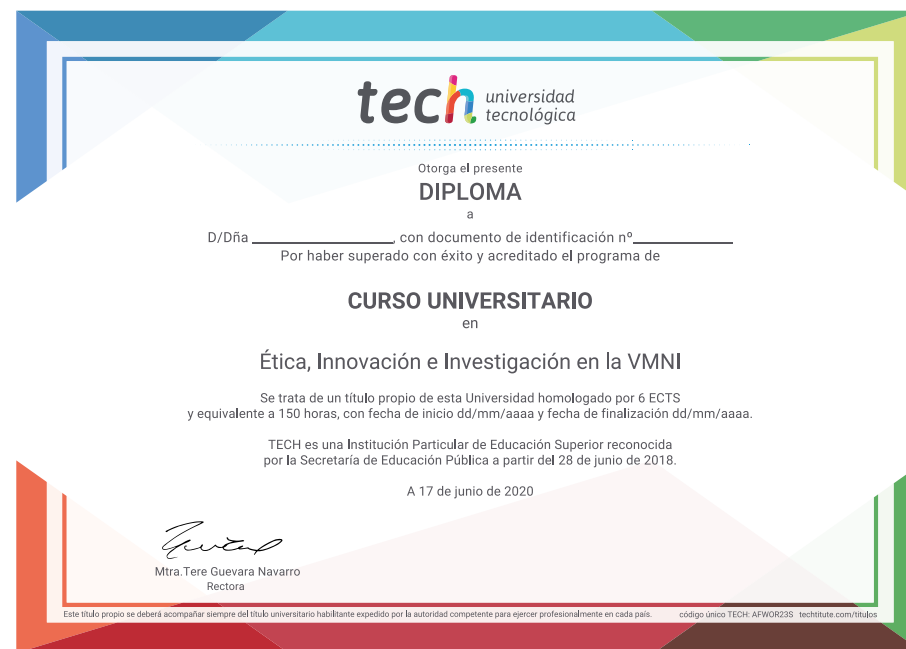 tech universidad
tecnológica
Otorga el presente
DIPLOMA
a
D/Dña ____________________, con documento de identificación nº______________
Por haber superado con éxito y acreditado el programa de
CURSO UNIVERSITARIO
en
Ética, Innovación e Investigación en la VMNI
Se trata de un título propio de esta Universidad homologado por 6 ECTS
y equivalente a 150 horas, con fecha de inicio dd/mm/aaaa y fecha de finalización dd/mm/aaaa.
TECH es una Institución Particular de Educación Superior reconocida
por la Secretaría de Educación Pública a partir del 28 de junio de 2018.
A 17 de junio de 2020
Mtra.Tere Guevara Navarro
Rectora
Este título propio se deberá acompañar siempre del título universitario habilitante expedido por la autoridad competente para ejercer profesionalmente en cada país. código único TECH: AFWOR23S techtitute.com/titulos